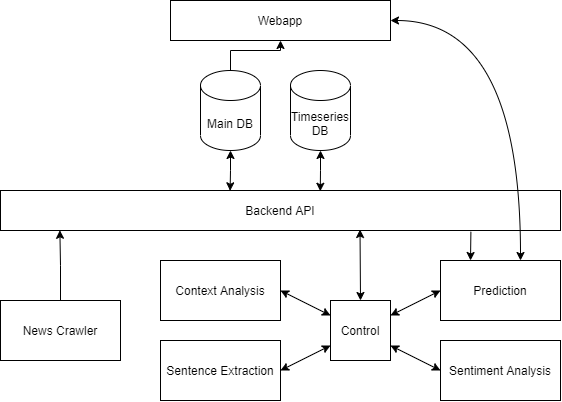 Webapp
Main DB
Timeseries
DB
Backend API
Context Analysis
Prediction
News Crawler
Control
Sentence Extraction
Sentiment Analysis